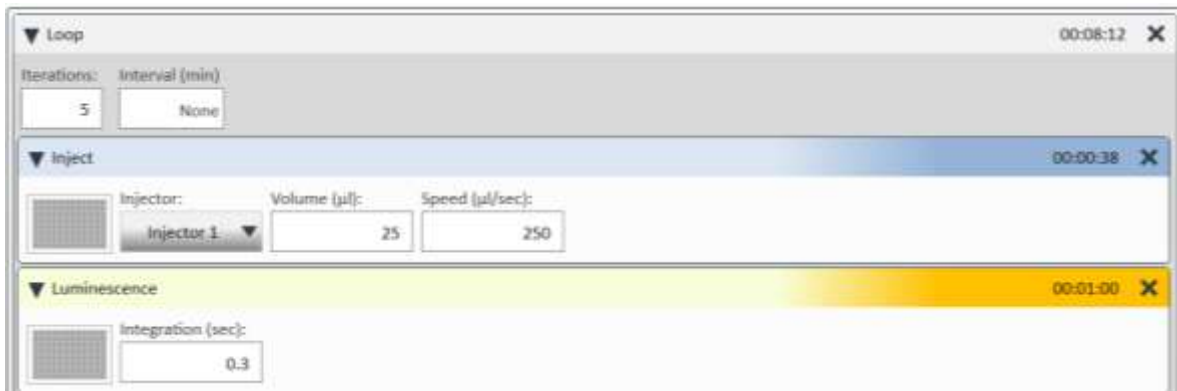 Loop 00:08:12
Iterations: Interval (min)
5 None
Inject 00:00:38
Injector: Volume (µl): Speed (µl/sec):
Injector 1 25 250
Luminescence 00:01:00
Integration (sec):
0.3